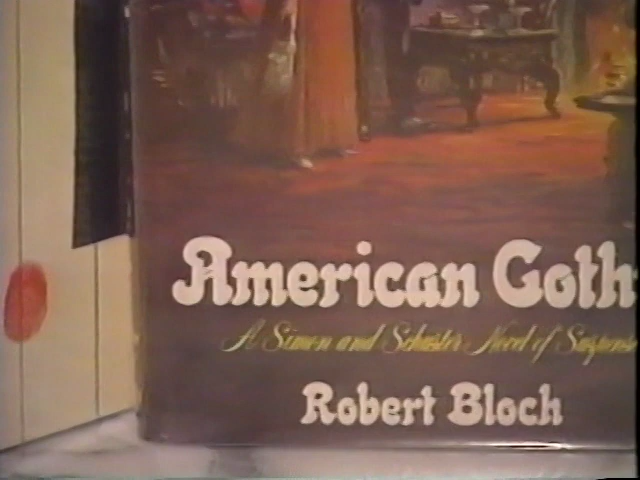 American Goth
A Simon and Schuster Novel of Suspense
Robert Bloch